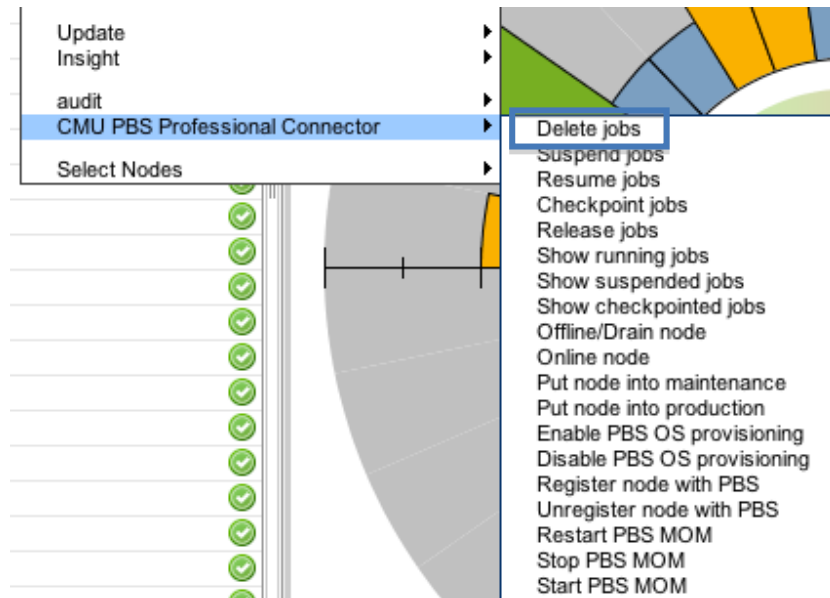 Update
Insight
audit
CMU PBS Professional Connector
Select Nodes
Delete jobs
Suspend jobs
Resume jobs
Checkpoint jobs
Release jobs
Show running jobs
Show suspended jobs
Show checkpointed jobs
Offline/Drain node
Online node
Put node into maintenance
Put node into production
Enable PBS OS provisioning
Disable PBS OS provisioning
Register node with PBS
Unregister node with PBS
Restart PBS MOM
Stop PBS MOM
Start PBS MOM